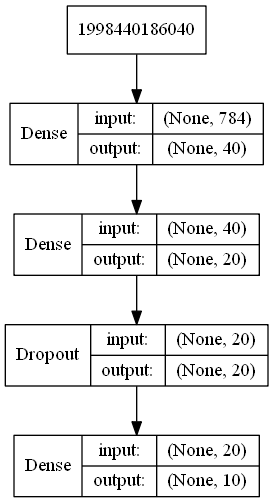 1998440186040
Dense
input: (None, 784)
output: (None, 40)
Dense
input: (None, 40)
output: (None, 20)
Dropout
input: (None, 20)
output: (None, 20)
Dense
input: (None, 20)
output: (None, 10)